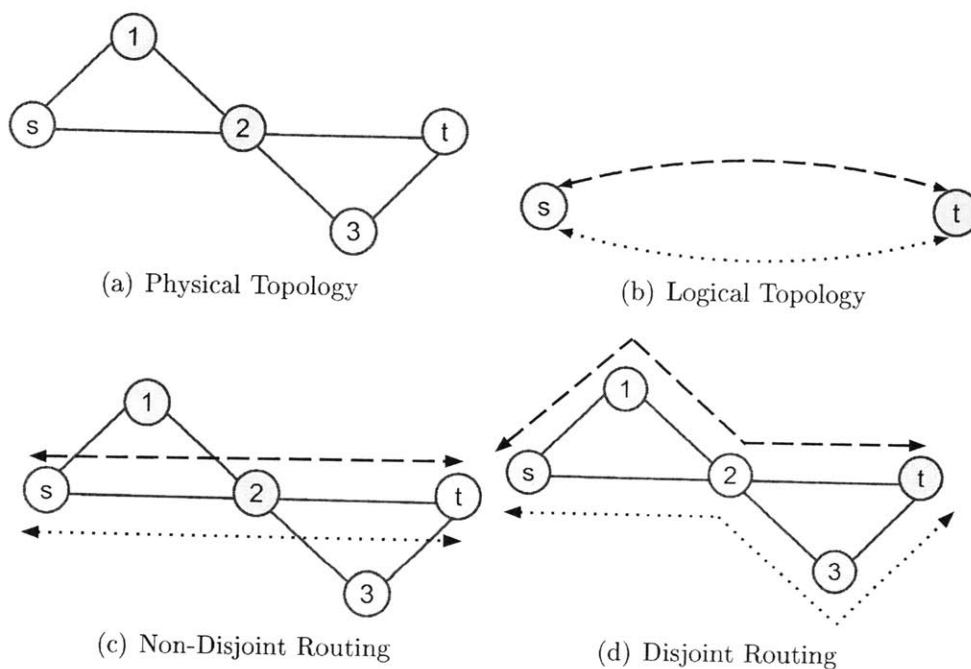 1
s
2
t
3
(a) Physical Topology
s
t
(b) Logical Topology
1
s
2
t
3
(c) Non-Disjoint Routing
1
s
2
t
3
(d) Disjoint Routing